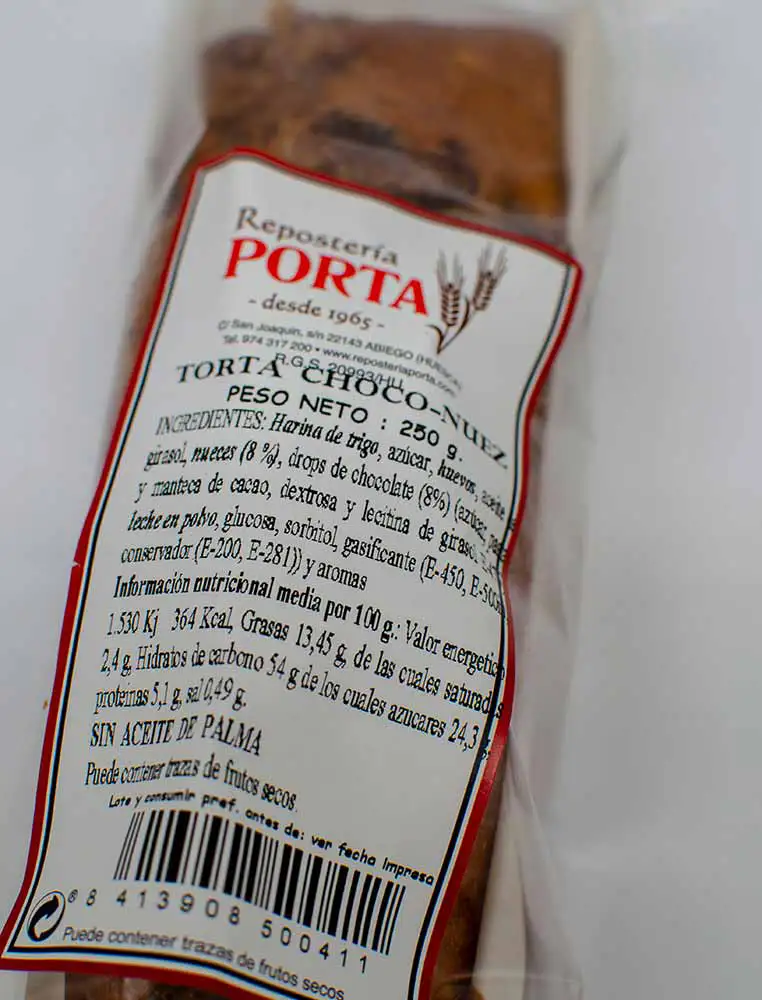 Repostería
PORTA
- desde 1965 -
C/ San Joaquin, s/n 22143 ABIEGO
Tel. 974 317 200 • www.reposteriaporta.com
R.G.S. 20993/HU
TORTA CHOCO-NUEZ
PESO NETO : 250 g.
INGREDIENTES: Harina de trigo, azúcar, huevos, aceite
girasol, nueces (8 %), drops de chocolate (8%) (azúcar,
y manteca de cacao, dextrosa y lecitina de girasol
leche en polvo, glucosa, sorbitol, gasificante (E-450,
conservador (E-200, E-281)) y aromas
Información nutricional media por 100 g.: Valor energetico
1.530 Kj 364 Kcal, Grasas 13,45 g, de las cuales saturadas
2,4 g, Hidratos de carbono 54 g de los cuales azucares 24,3
proteinas 5,1 g, sal 0,49 g.
SIN ACEITE DE PALMA
Puede contener trazas de frutos secos.
Lote y consumir pref. antes de: ver fecha impresa
8 413908 500411
Puede contener trazas de frutos secos